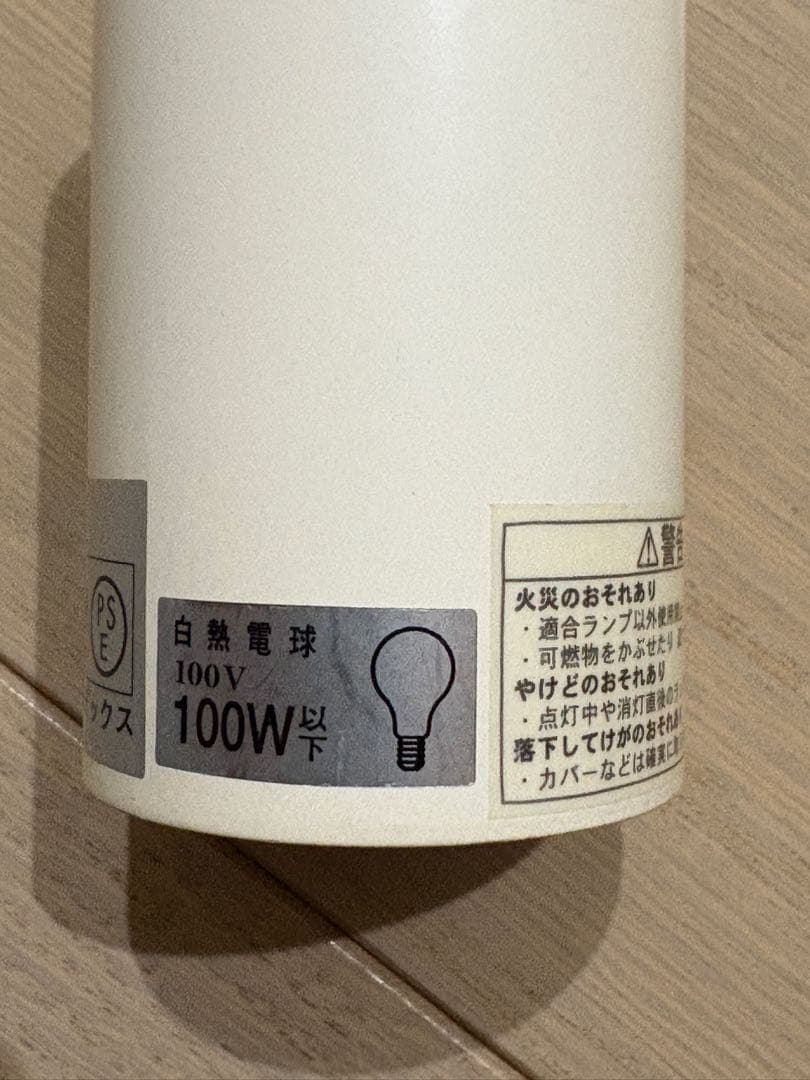 PS
E
ックス
白熱電球
100V
100W以下
⚠警告
火災のおそれあり
・適合ランプ以外使用
・可燃物をかぶせたり
やけどのおそれあり
・点灯中や消灯直後の
落下してけがのおそれあ
・カバーなどは確実に